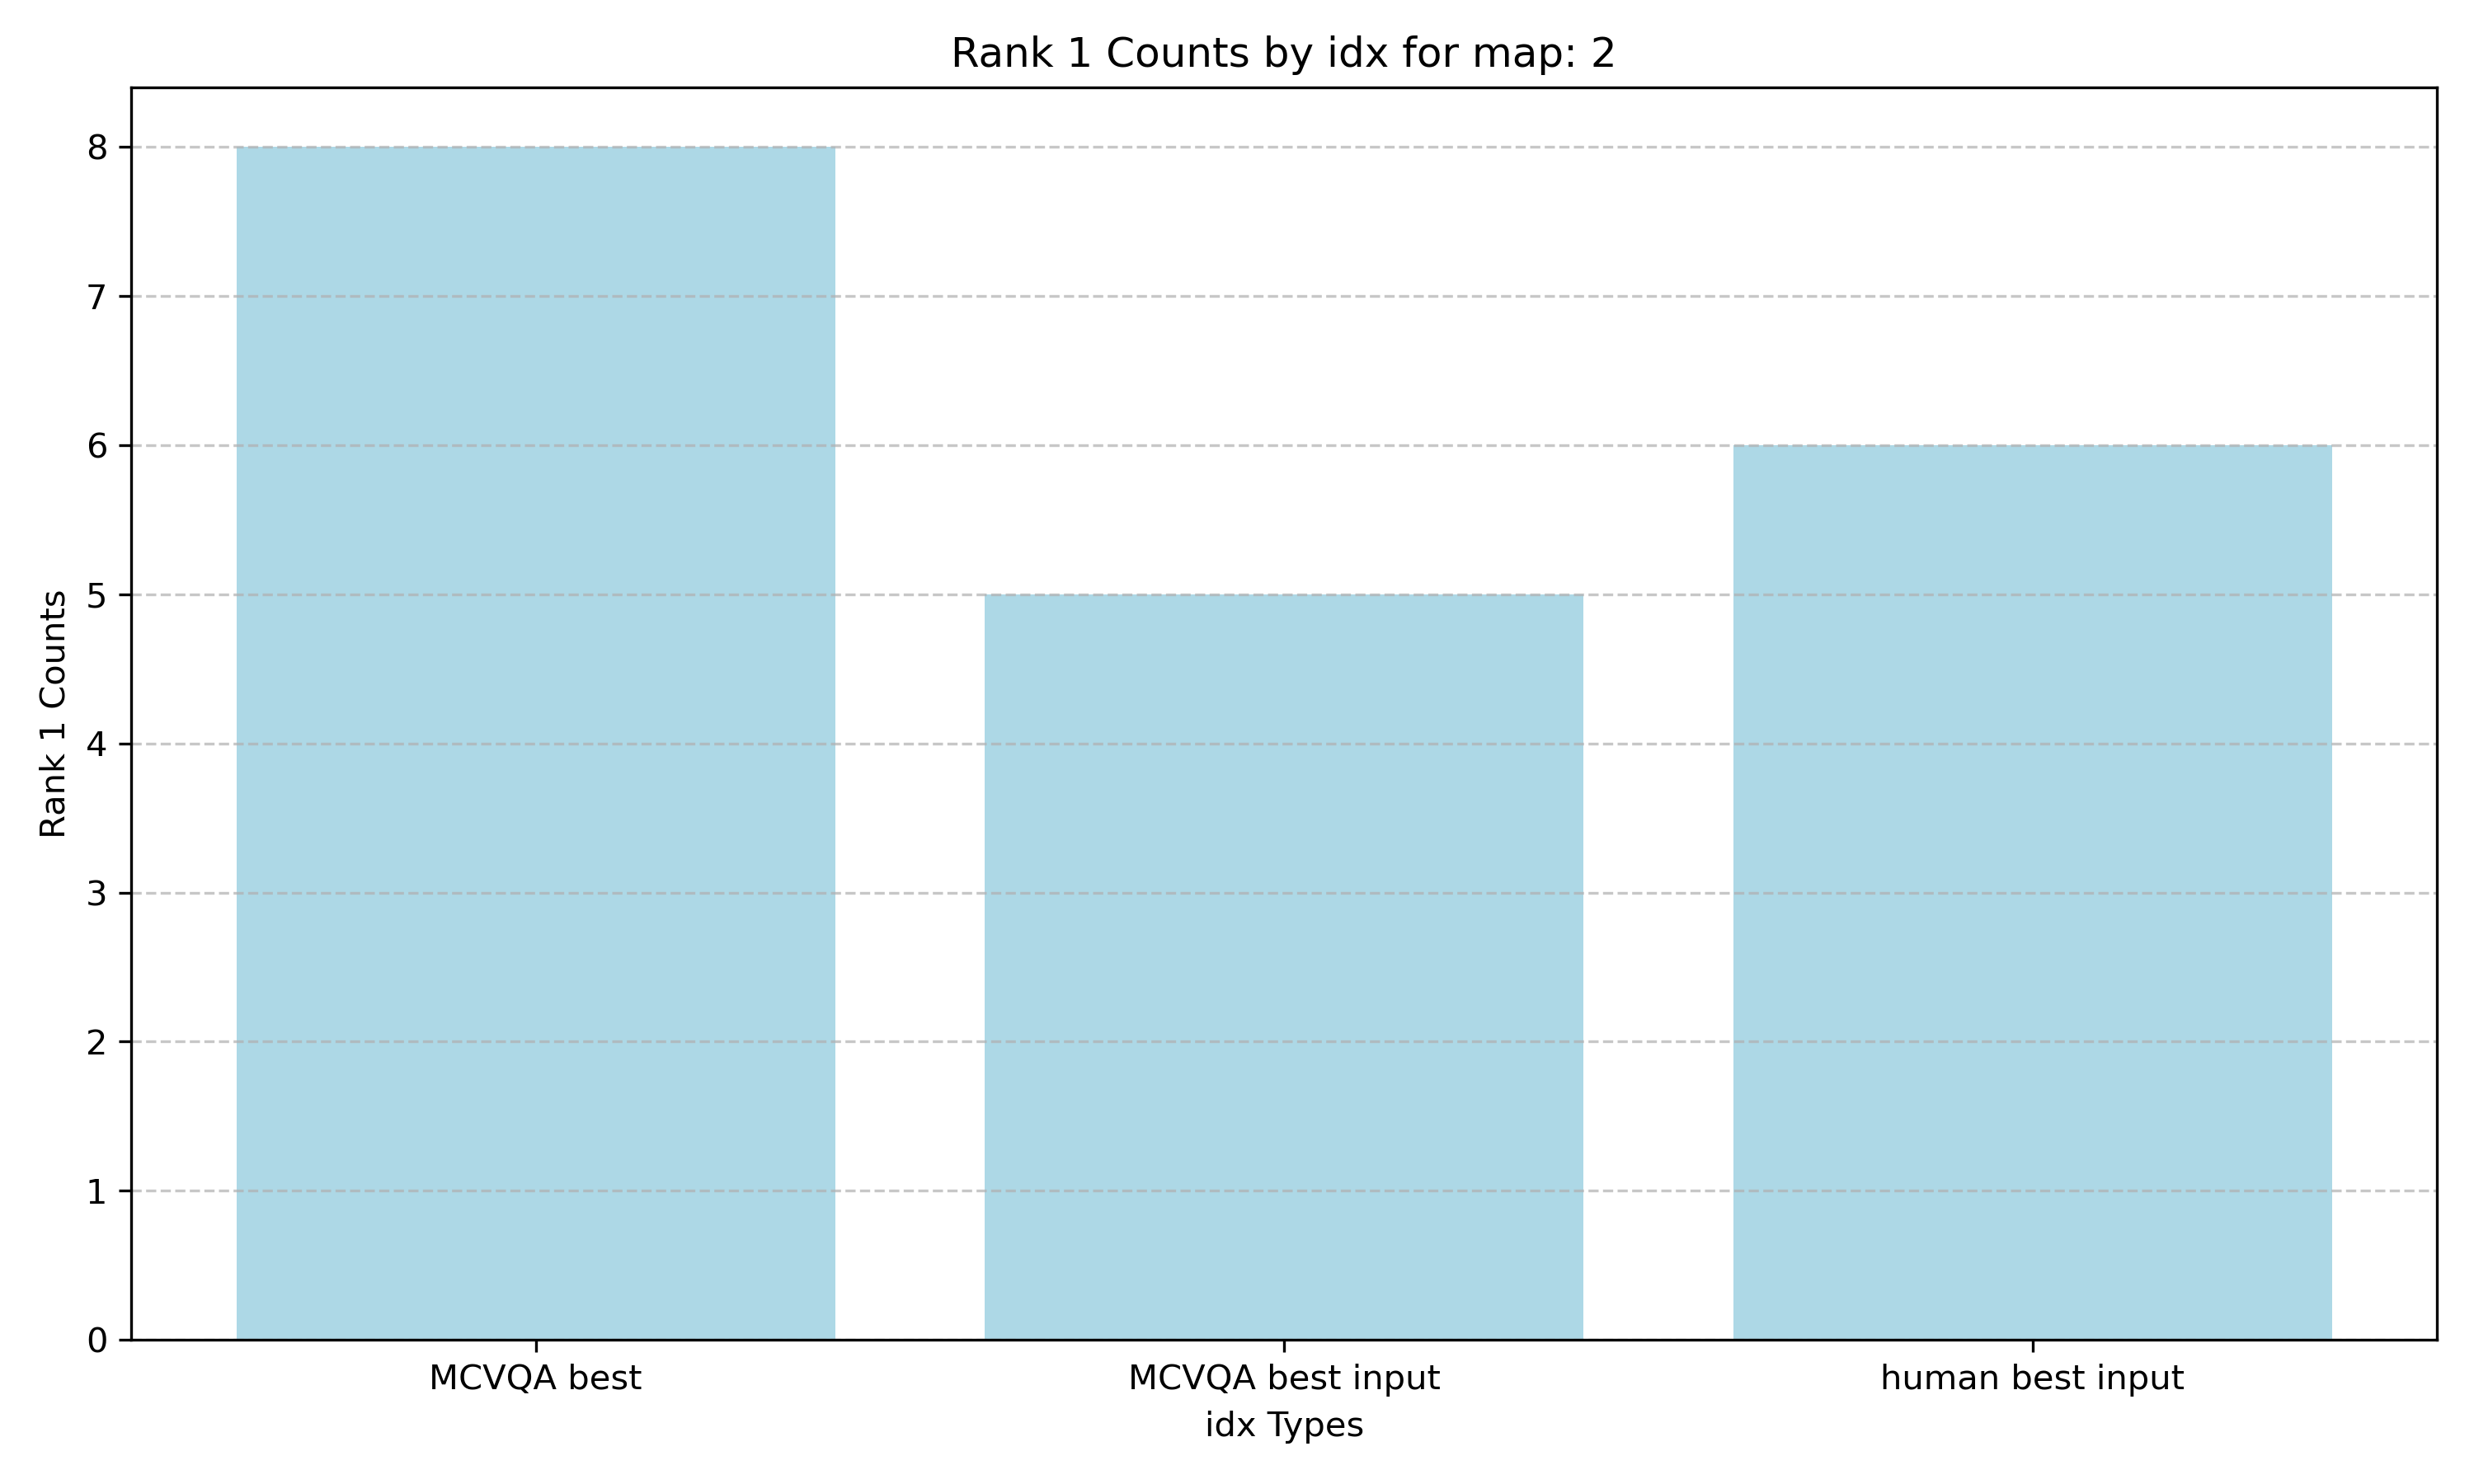 Rank 1 Counts by idx for map: 2
Rank 1 Counts
8
7
6
5
4
3
2
1
0
MCVQA best
MCVQA best input
human best input
idx Types